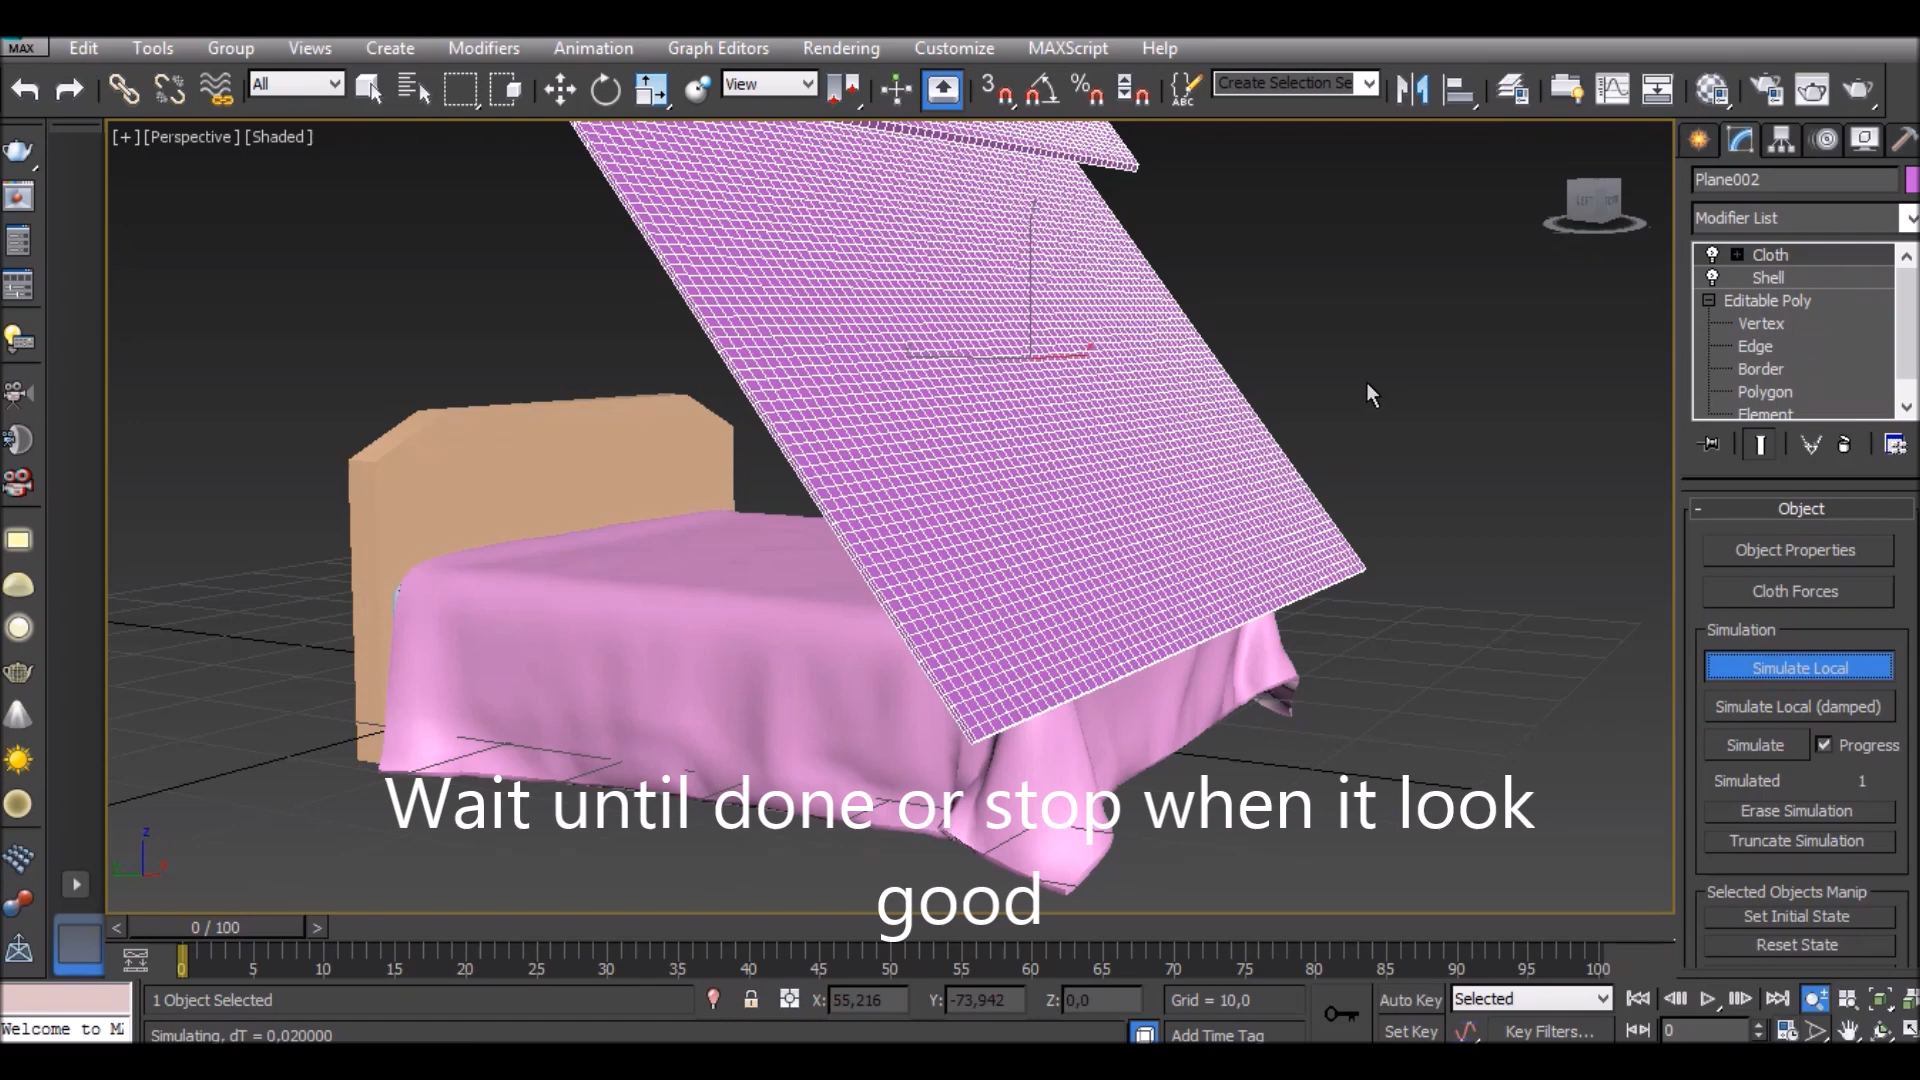 MAX Edit Tools Group Views Create Modifiers Animation Graph Editors Rendering Customize MAXScript Help
All View 3 % ABC Create Selection Se
[+] [Perspective] [Shaded]
Plane002
Modifier List
Cloth
Shell
Editable Poly
Vertex
Edge
Border
Polygon
Element
- Object
Object Properties
Cloth Forces
Simulation
Simulate Local
Simulate Local (damped)
Simulate Progress
Simulated 1
Erase Simulation
Truncate Simulation
Selected Objects Manip
Set Initial State
Reset State
Wait until done or stop when it look
good
z
x
< 0 / 100 >
0 5 10 15 20 25 30 35 40 45 50 55 60 65 70 75 80 85 90 95 100
1 Object Selected X: 55,216 Y: -73,942 Z: 0,0 Grid = 10,0 Auto Key Selected
Welcome to M
Simulating, dT = 0,020000 Add Time Tag Set Key Key Filters... 0